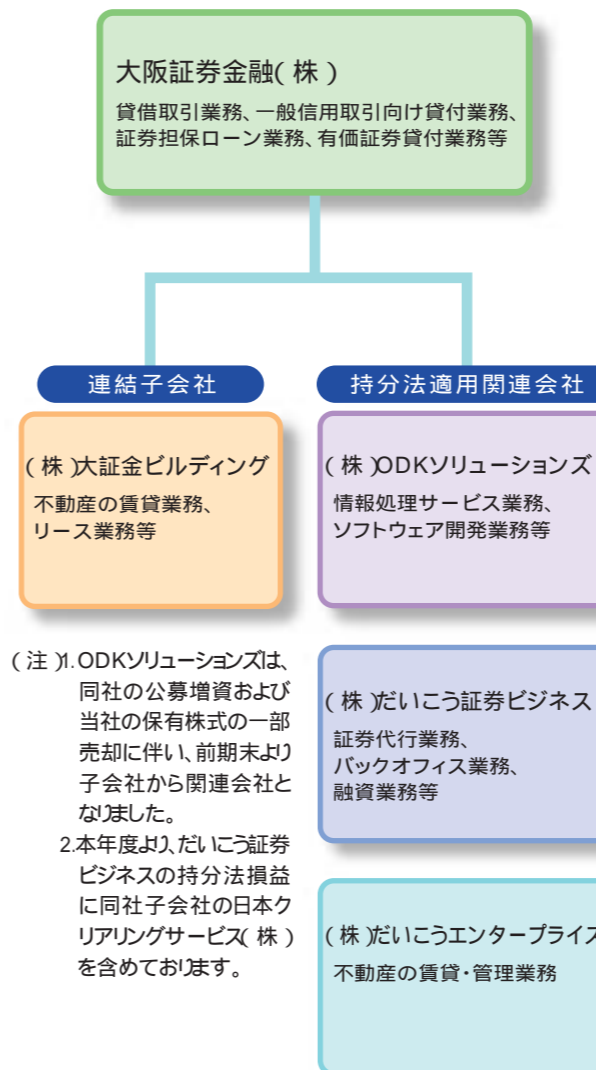 大阪証券金融(株)
貸借取引業務、一般信用取引向け貸付業務、
証券担保ローン業務、有価証券貸付業務等
連結子会社
(株)大証金ビルディング
不動産の賃貸業務、
リース業務等
持分法適用関連会社
(株)ODKソリューションズ
情報処理サービス業務、
ソフトウェア開発業務等
(株)だいこう証券ビジネス
証券代行業務、
バックオフィス業務、
融資業務等
(株)だいこうエンタープライズ
不動産の賃貸・管理業務
(注)1.ODKソリューションズは、
同社の公募増資および
当社の保有株式の一部
売却に伴い、前期末より
子会社から関連会社と
なりました。
2.本年度より、だいこう証券
ビジネスの持分法損益
に同社子会社の日本ク
リアリングサービス(株)
を含めております。